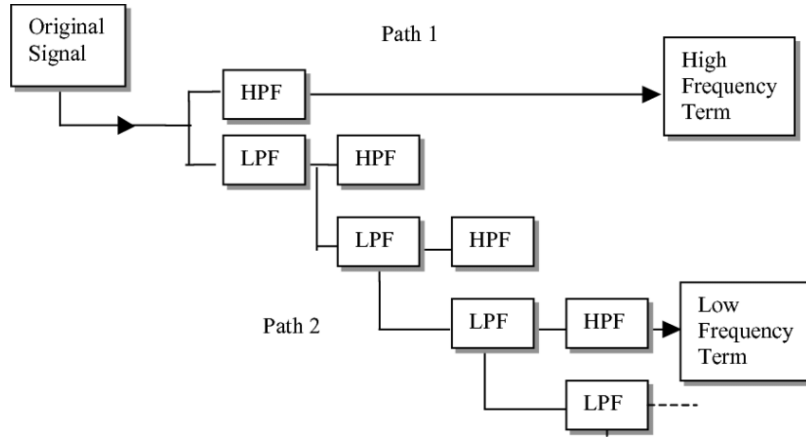 Original
Signal
Path 1
High
Frequency
Term
HPF
LPF
HPF
LPF
HPF
Path 2
LPF
HPF
Low
Frequency
Term
LPF